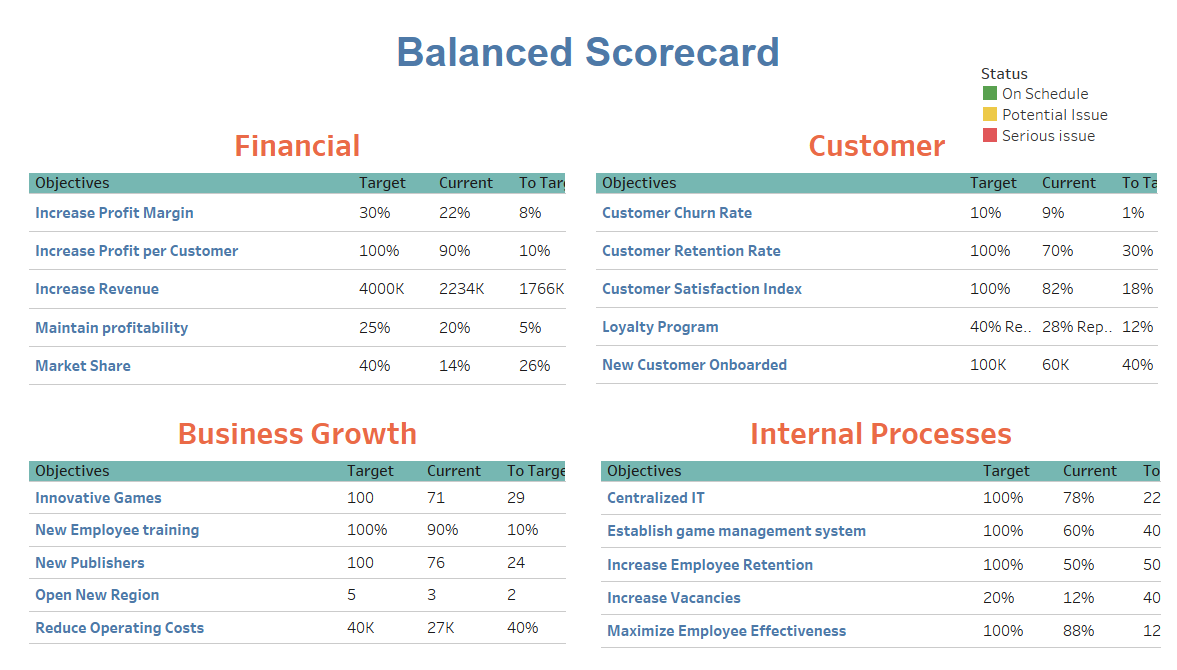 Balanced Scorecard
Status
On Schedule
Potential Issue
Serious issue
Financial
Objectives Target Current To Tar
Increase Profit Margin 30% 22% 8%
Increase Profit per Customer 100% 90% 10%
Increase Revenue 4000K 2234K 1766K
Maintain profitability 25% 20% 5%
Market Share 40% 14% 26%
Customer
Objectives Target Current To Ta
Customer Churn Rate 10% 9% 1%
Customer Retention Rate 100% 70% 30%
Customer Satisfaction Index 100% 82% 18%
Loyalty Program 40% Re.. 28% Rep.. 12%
New Customer Onboarded 100K 60K 40%
Business Growth
Objectives Target Current To Targe
Innovative Games 100 71 29
New Employee training 100% 90% 10%
New Publishers 100 76 24
Open New Region 5 3 2
Reduce Operating Costs 40K 27K 40%
Internal Processes
Objectives Target Current To
Centralized IT 100% 78% 22
Establish game management system 100% 60% 40
Increase Employee Retention 100% 50% 50
Increase Vacancies 20% 12% 40
Maximize Employee Effectiveness 100% 88% 12